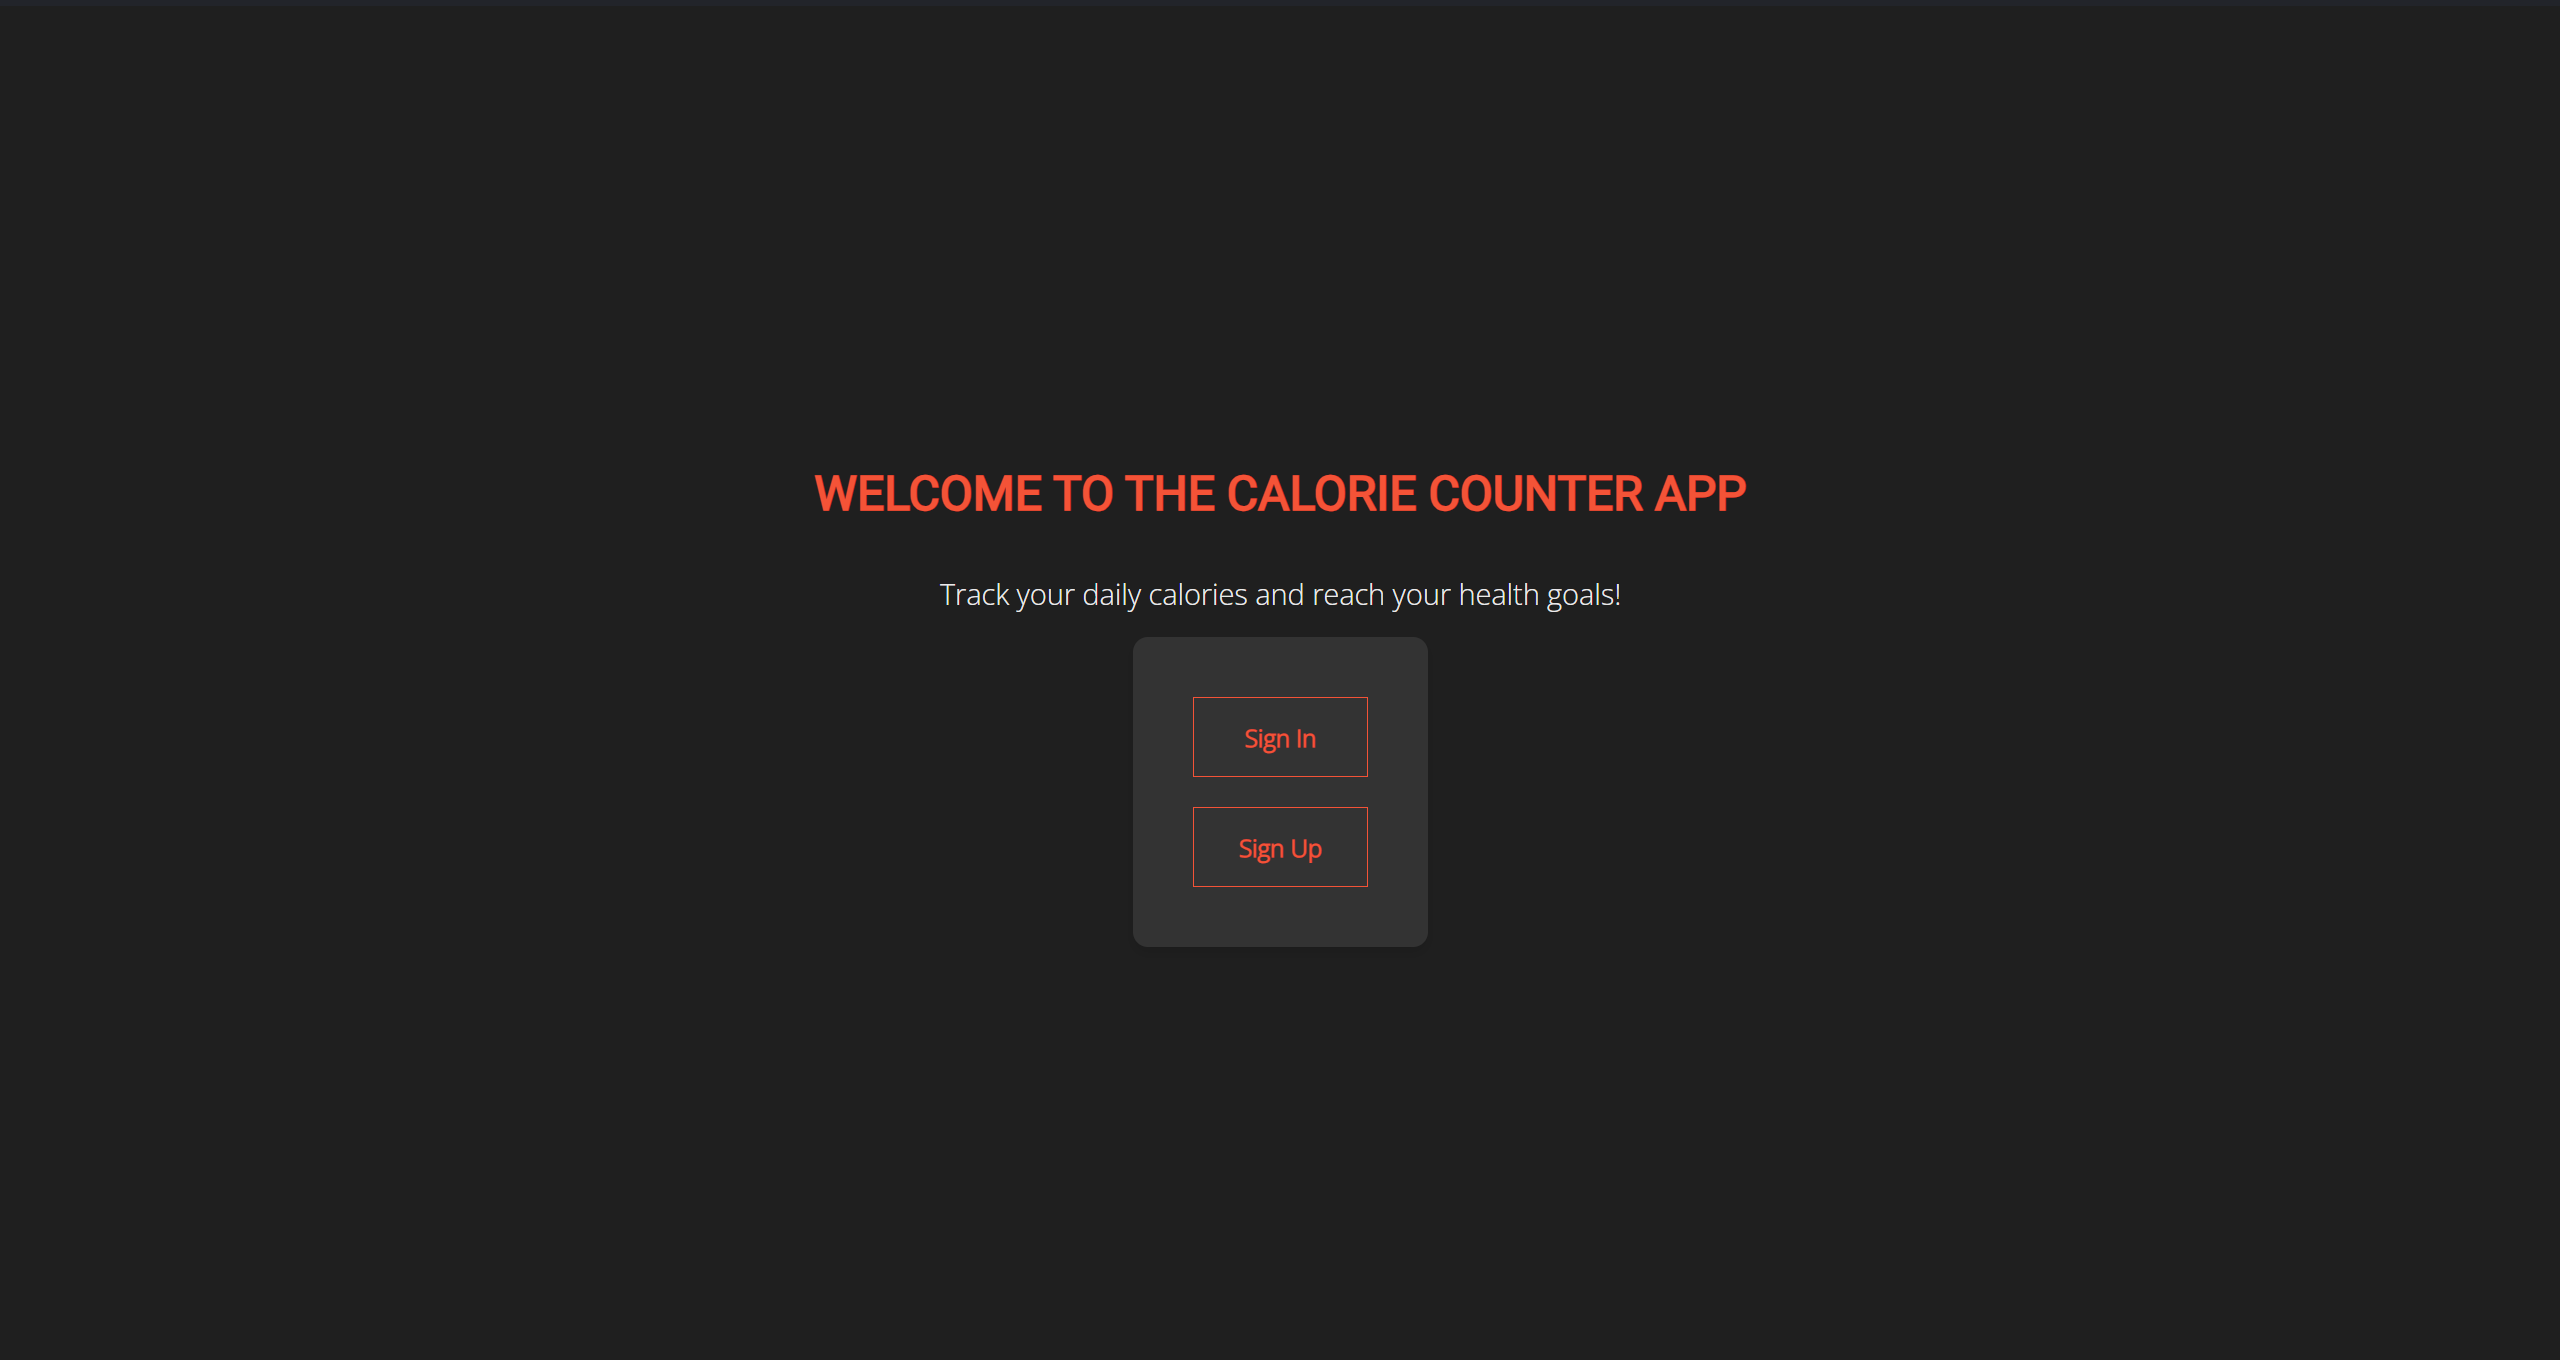 WELCOME TO THE CALORIE COUNTER APP
Track your daily calories and reach your health goals!
Sign In
Sign Up